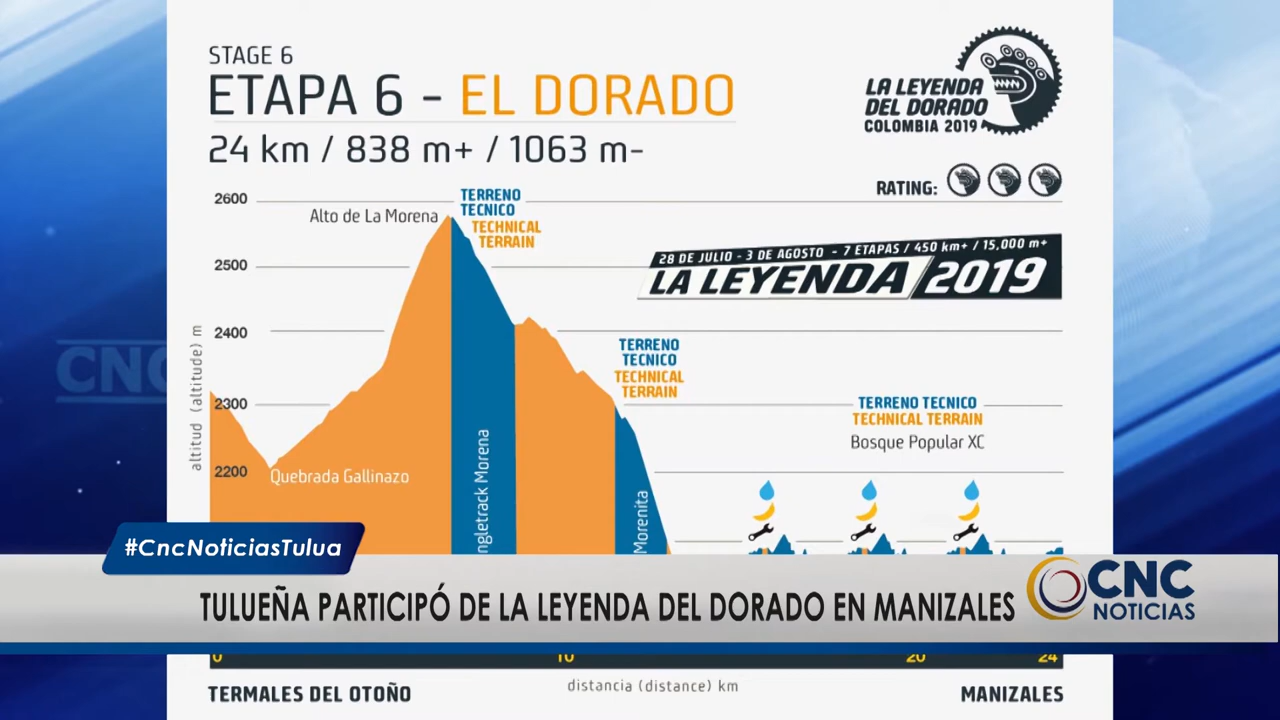 STAGE 6
ETAPA 6 - EL DORADO
24 km / 838 m+ / 1063 m-
LA LEYENDA
DEL DORADO
COLOMBIA 2019
RATING:
28 DE JULIO - 3 DE AGOSTO - 7 ETAPAS / 450 km+ / 15,000 m+
LA LEYENDA 2019
2600
2500
2400
2300
2200
altitud (altitude) m
Alto de La Morena
TERRENO
TECNICO
TECHNICAL
TERRAIN
TERRENO
TECNICO
TECHNICAL
TERRAIN
TERRENO TECNICO
TECHNICAL TERRAIN
Bosque Popular XC
Quebrada Gallinazo
ngletrack Morena
Morenita
CNC
#CncNoticiasTulua
TULUEÑA PARTICIPÓ DE LA LEYENDA DEL DORADO EN MANIZALES
CNC
NOTICIAS
0 10 20 24
distancia (distance) km
TERMALES DEL OTOÑO
MANIZALES